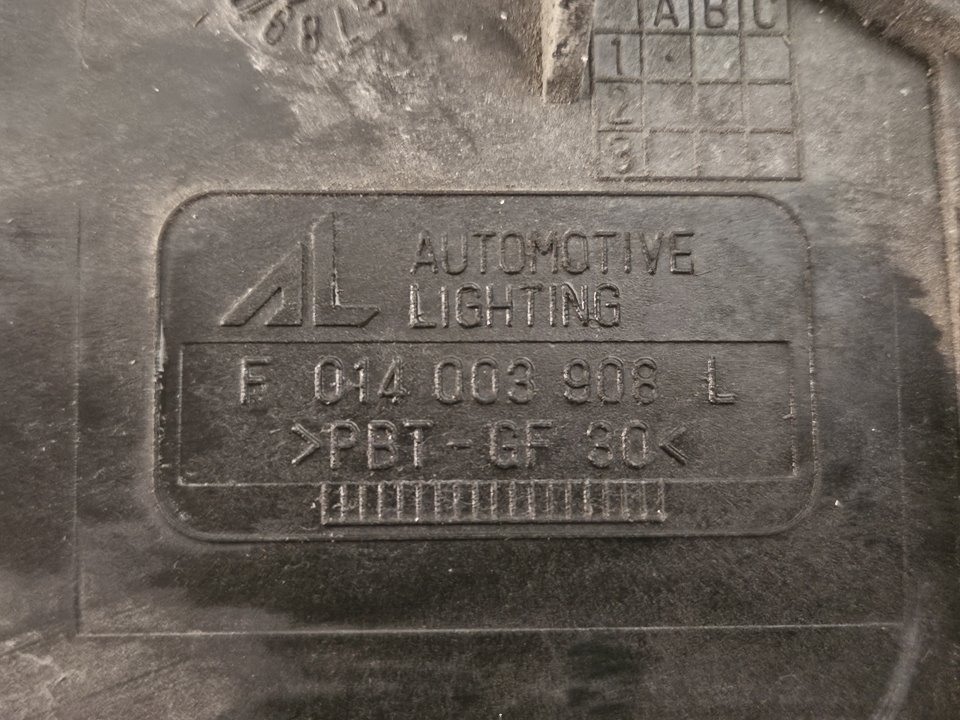 A B C
1
2
3
AL AUTOMOTIVE
LIGHTING
F 014 003 908 L
>PBT-GF 30<